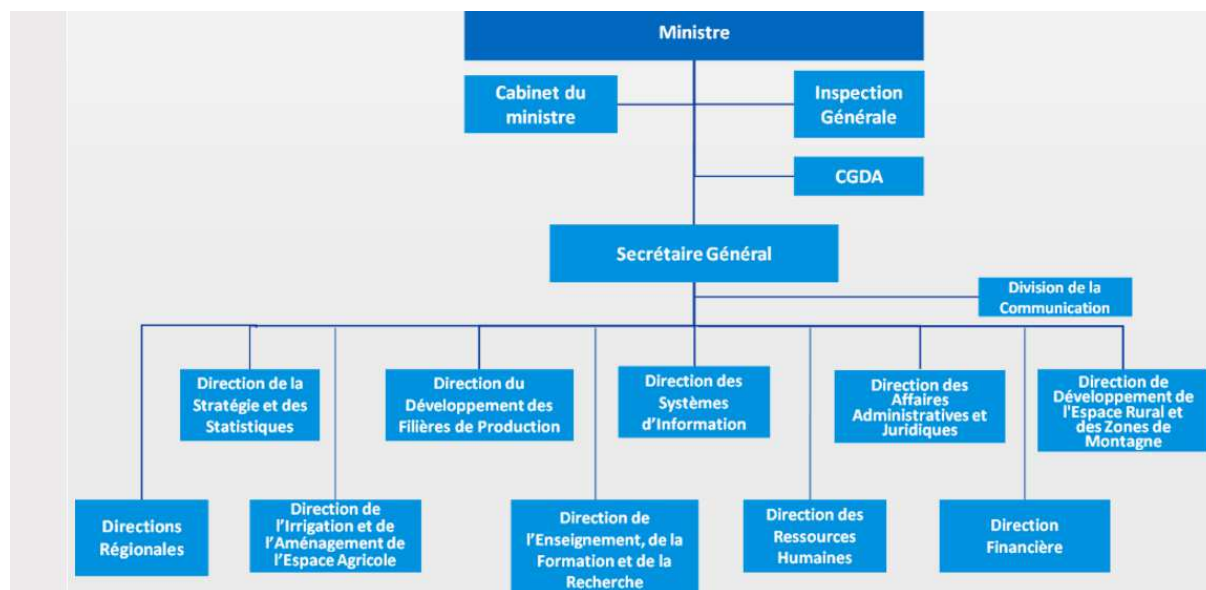 Ministre
Cabinet du
ministre
Inspection
Générale
CGDA
Secrétaire Général
Division de la
Communication
Direction de la
Stratégie et des
Statistiques
Direction du
Développement des
Filières de Production
Direction des
Systèmes
d’Information
Direction des
Affaires
Administratives et
Juridiques
Direction de
Développement de
l'Espace Rural et
des Zones de
Montagne
Directions
Régionales
Direction de
l’Irrigation et de
l’Aménagement de
l’Espace Agricole
Direction de
l’Enseignement, de la
Formation et de la
Recherche
Direction des
Ressources
Humaines
Direction
Financière